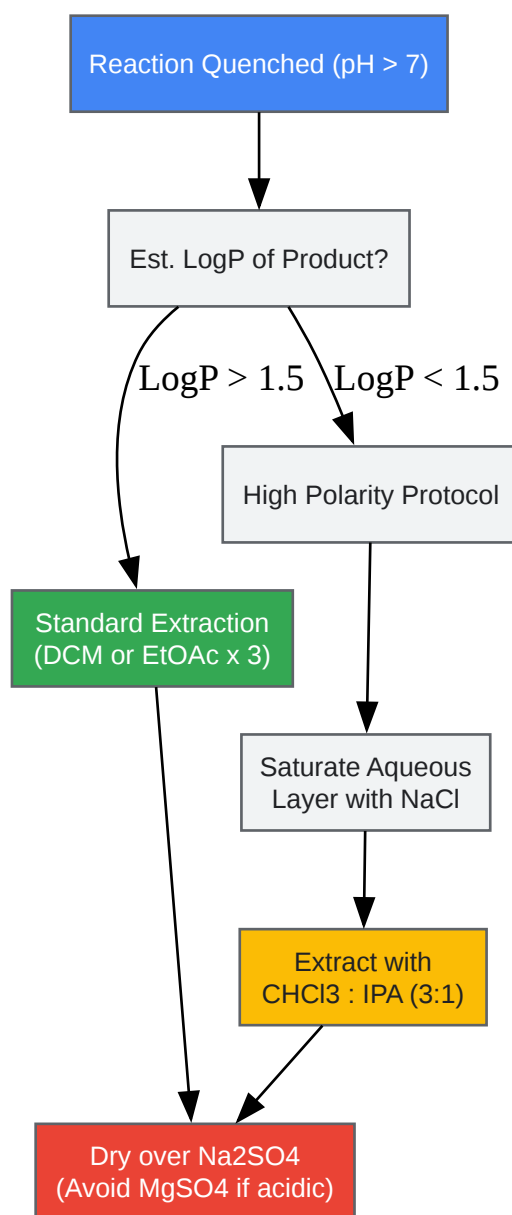 Reaction Quenched (pH > 7)
Est. LogP of Product?
LogP > 1.5
LogP < 1.5
High Polarity Protocol
Standard Extraction
(DCM or EtOAc x 3)
Saturate Aqueous
Layer with NaCl
Extract with
CHCl3 : IPA (3:1)
Dry over Na2SO4
(Avoid MgSO4 if acidic)